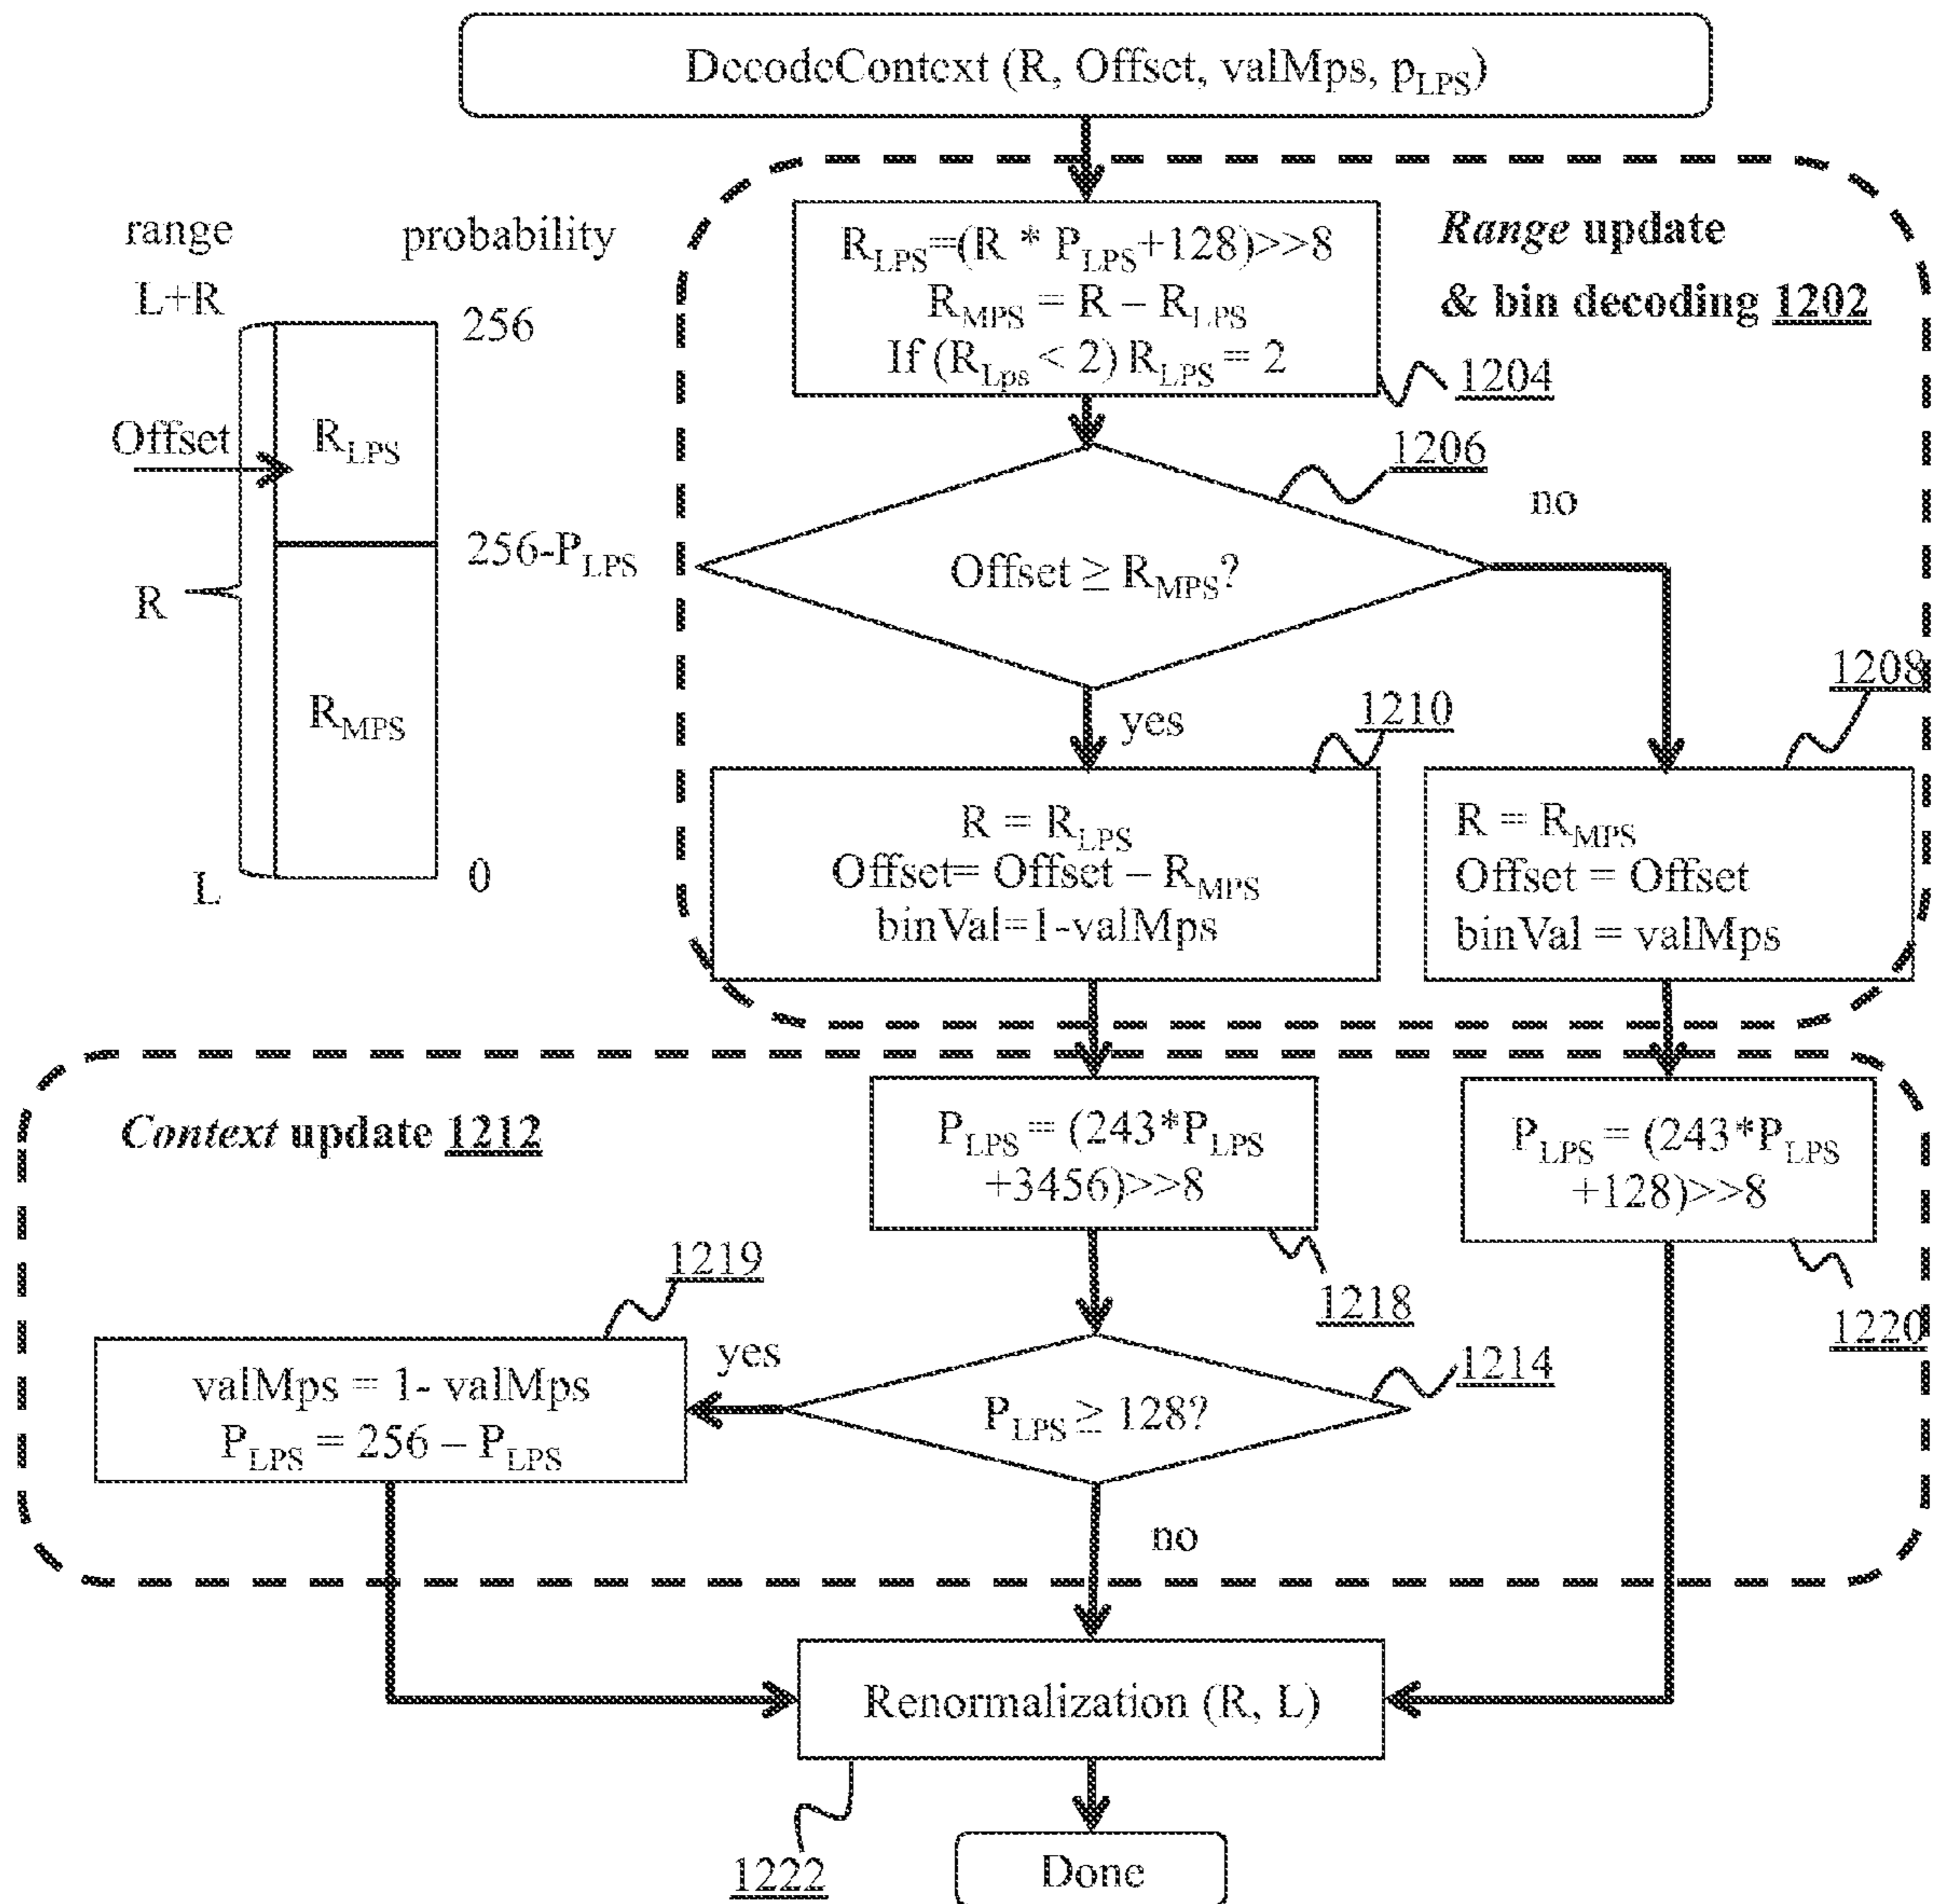 DecodeContext (R, Offset, valMps, pLPS)
range
probability
L+R
256
Offset
RLPS
256-PLPS
R
RMPS
L
0
Range update
& bin decoding 1202
RLPS=(R * PLPS+128)>>8
RMPS = R – RLPS
If (RLps < 2) RLPS = 2
1204
1206
Offset ≥ RMPS?
no
yes
1210
1208
R = RLPS
Offset= Offset – RMPS
binVal=1-valMps
R = RMPS
Offset = Offset
binVal = valMps
Context update 1212
PLPS = (243*PLPS
+3456)>>8
PLPS = (243*PLPS
+128)>>8
1219
1218
1220
valMps = 1- valMps
PLPS = 256 – PLPS
yes
PLPS ≥ 128?
1214
no
Renormalization (R, L)
1222
Done